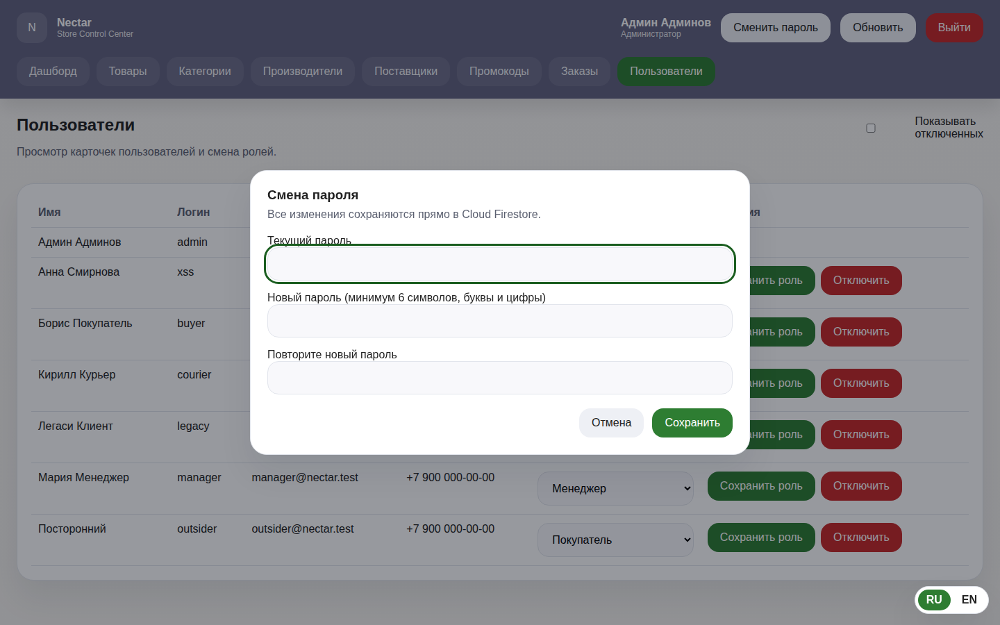 N
Nectar
Store Control Center
Админ Админов
Администратор
Сменить пароль
Обновить
Выйти
Дашборд
Товары
Категории
Производители
Поставщики
Промокоды
Заказы
Пользователи
Пользователи
Просмотр карточек пользователей и смена ролей.
Показывать
отключенных
Смена пароля
Все изменения сохраняются прямо в Cloud Firestore.
Текущий пароль
Новый пароль (минимум 6 символов, буквы и цифры)
Повторите новый пароль
Отмена
Сохранить
Имя
Логин
Админ Админов
admin
Анна Смирнова
xss
роль
Отключить
Борис Покупатель
buyer
роль
Отключить
Кирилл Курьер
courier
роль
Отключить
Легаси Клиент
legacy
роль
Отключить
Мария Менеджер
manager
manager@nectar.test
+7 900 000-00-00
Менеджер
Сохранить роль
Отключить
Посторонний
outsider
outsider@nectar.test
+7 900 000-00-00
Покупатель
Сохранить роль
Отключить
RU
EN